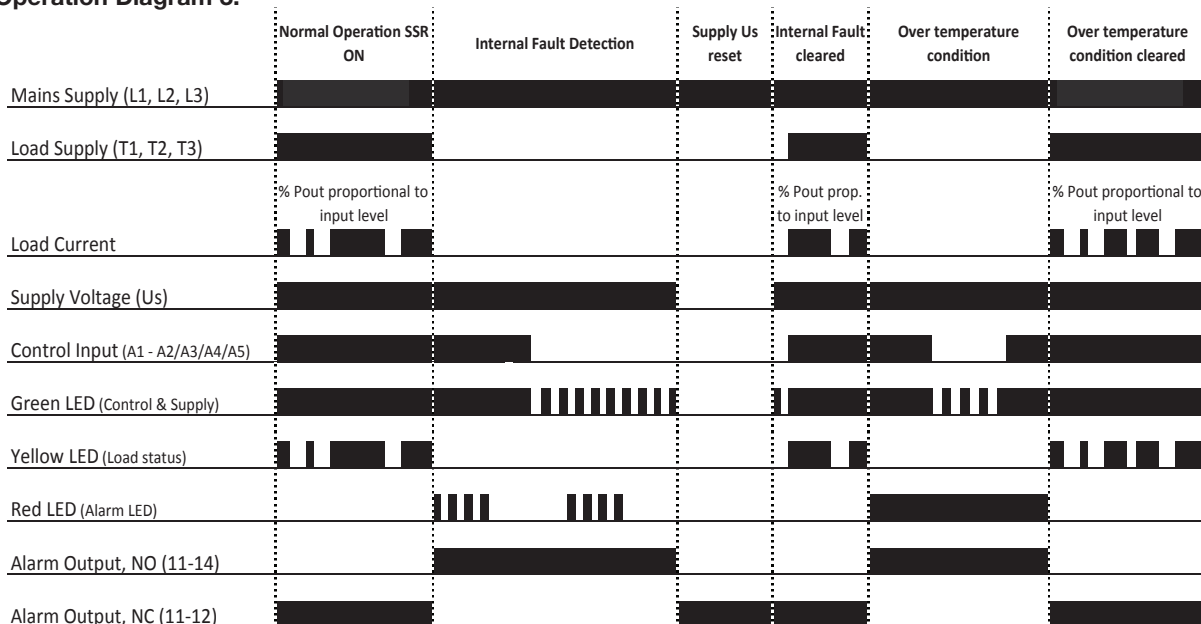 Operation Diagram 3:
Normal Operation SSR
ON
Internal Fault Detection
Supply Us
reset
Internal Fault
cleared
Over temperature
condition
Over temperature
condition cleared
Mains Supply (L1, L2, L3)
Load Supply (T1, T2, T3)
% Pout proportional to
input level
% Pout prop.
to input level
% Pout proportional to
input level
Load Current
Supply Voltage (Us)
Control Input (A1 - A2/A3/A4/A5)
Green LED (Control & Supply)
Yellow LED (Load status)
Red LED (Alarm LED)
Alarm Output, NO (11-14)
Alarm Output, NC (11-12)